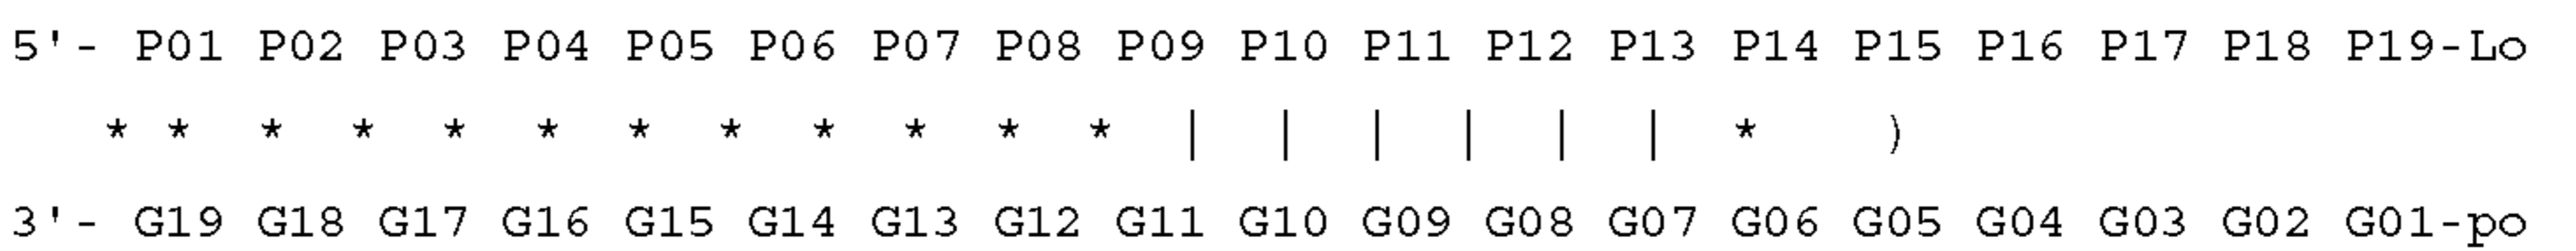 5'- P01 P02 P03 P04 P05 P06 P07 P08 P09 P10 P11 P12 P13 P14 P15 P16 P17 P18 P19-Lo
* * * * * * * * * * * * | | | | | | * )
3'- G19 G18 G17 G16 G15 G14 G13 G12 G11 G10 G09 G08 G07 G06 G05 G04 G03 G02 G01-po